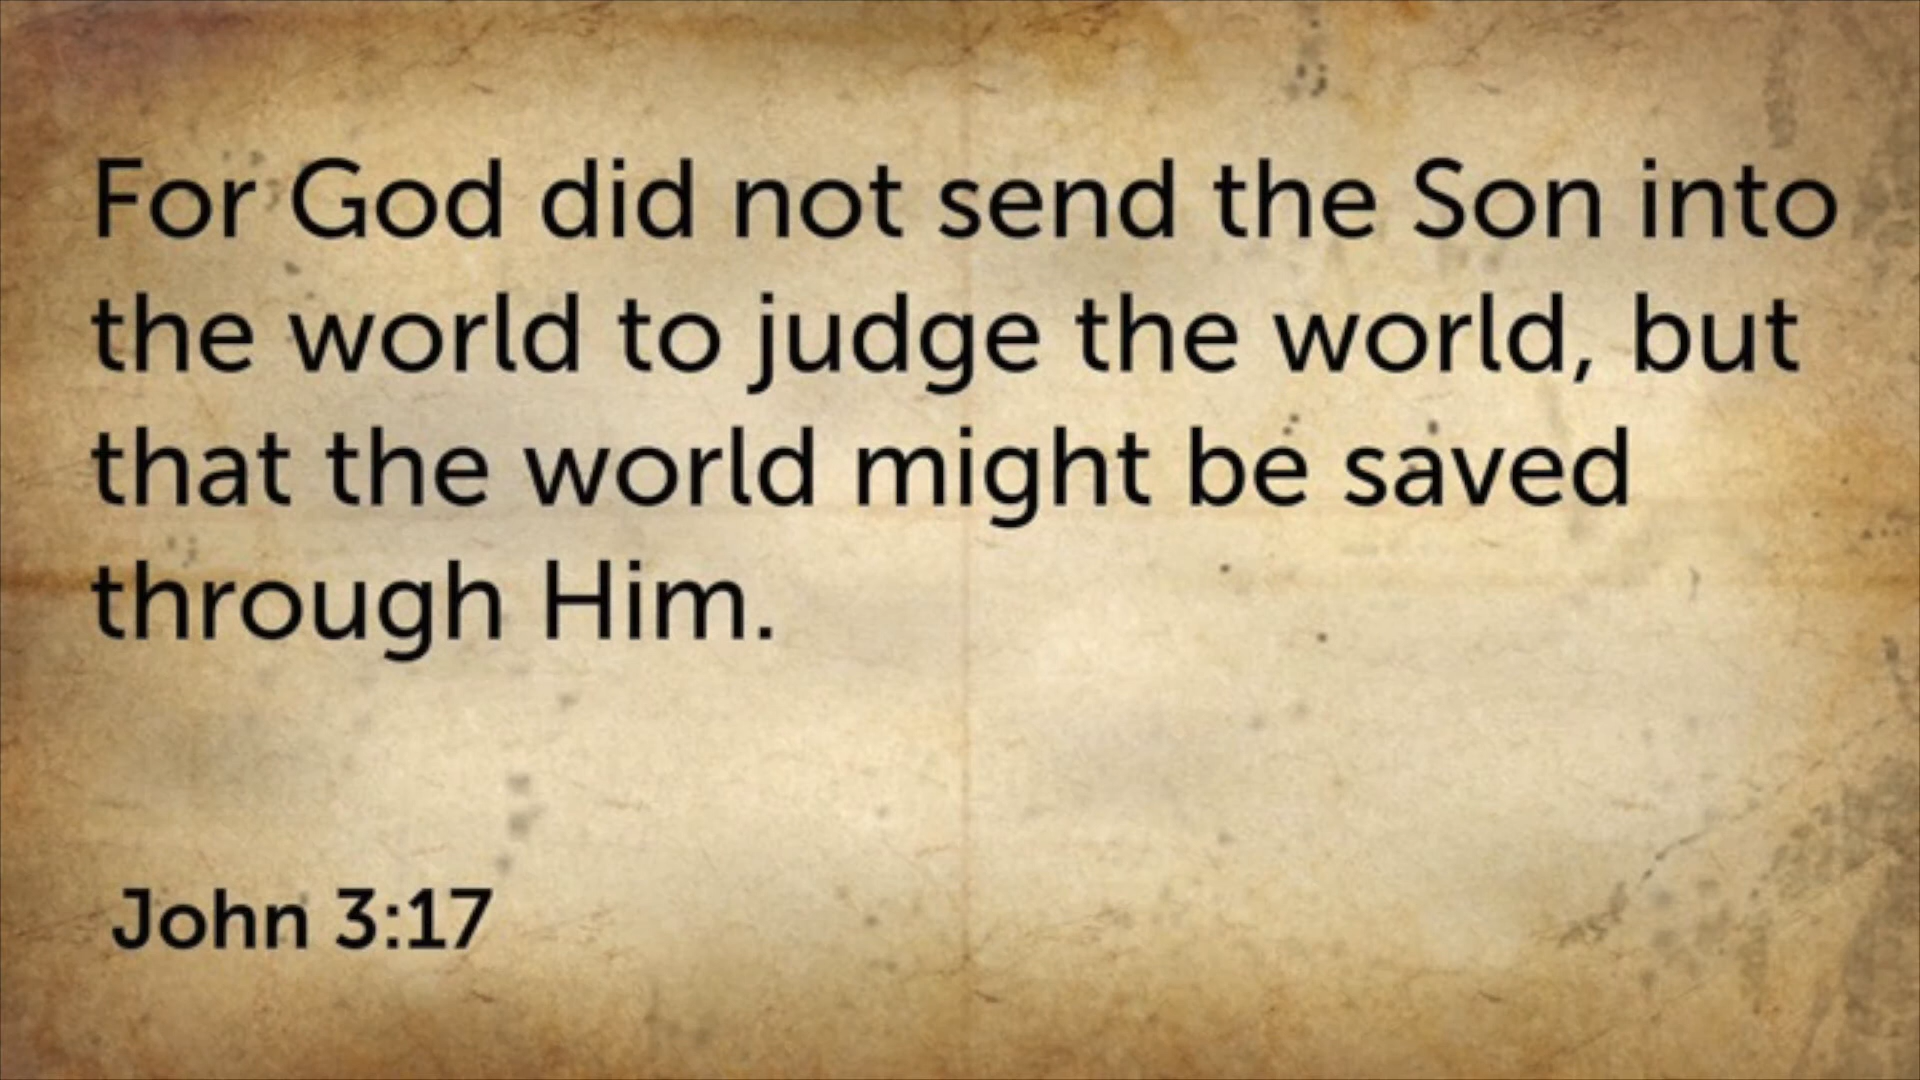 For God did not send the Son into
the world to judge the world, but
that the world might be saved
through Him.
John 3:17